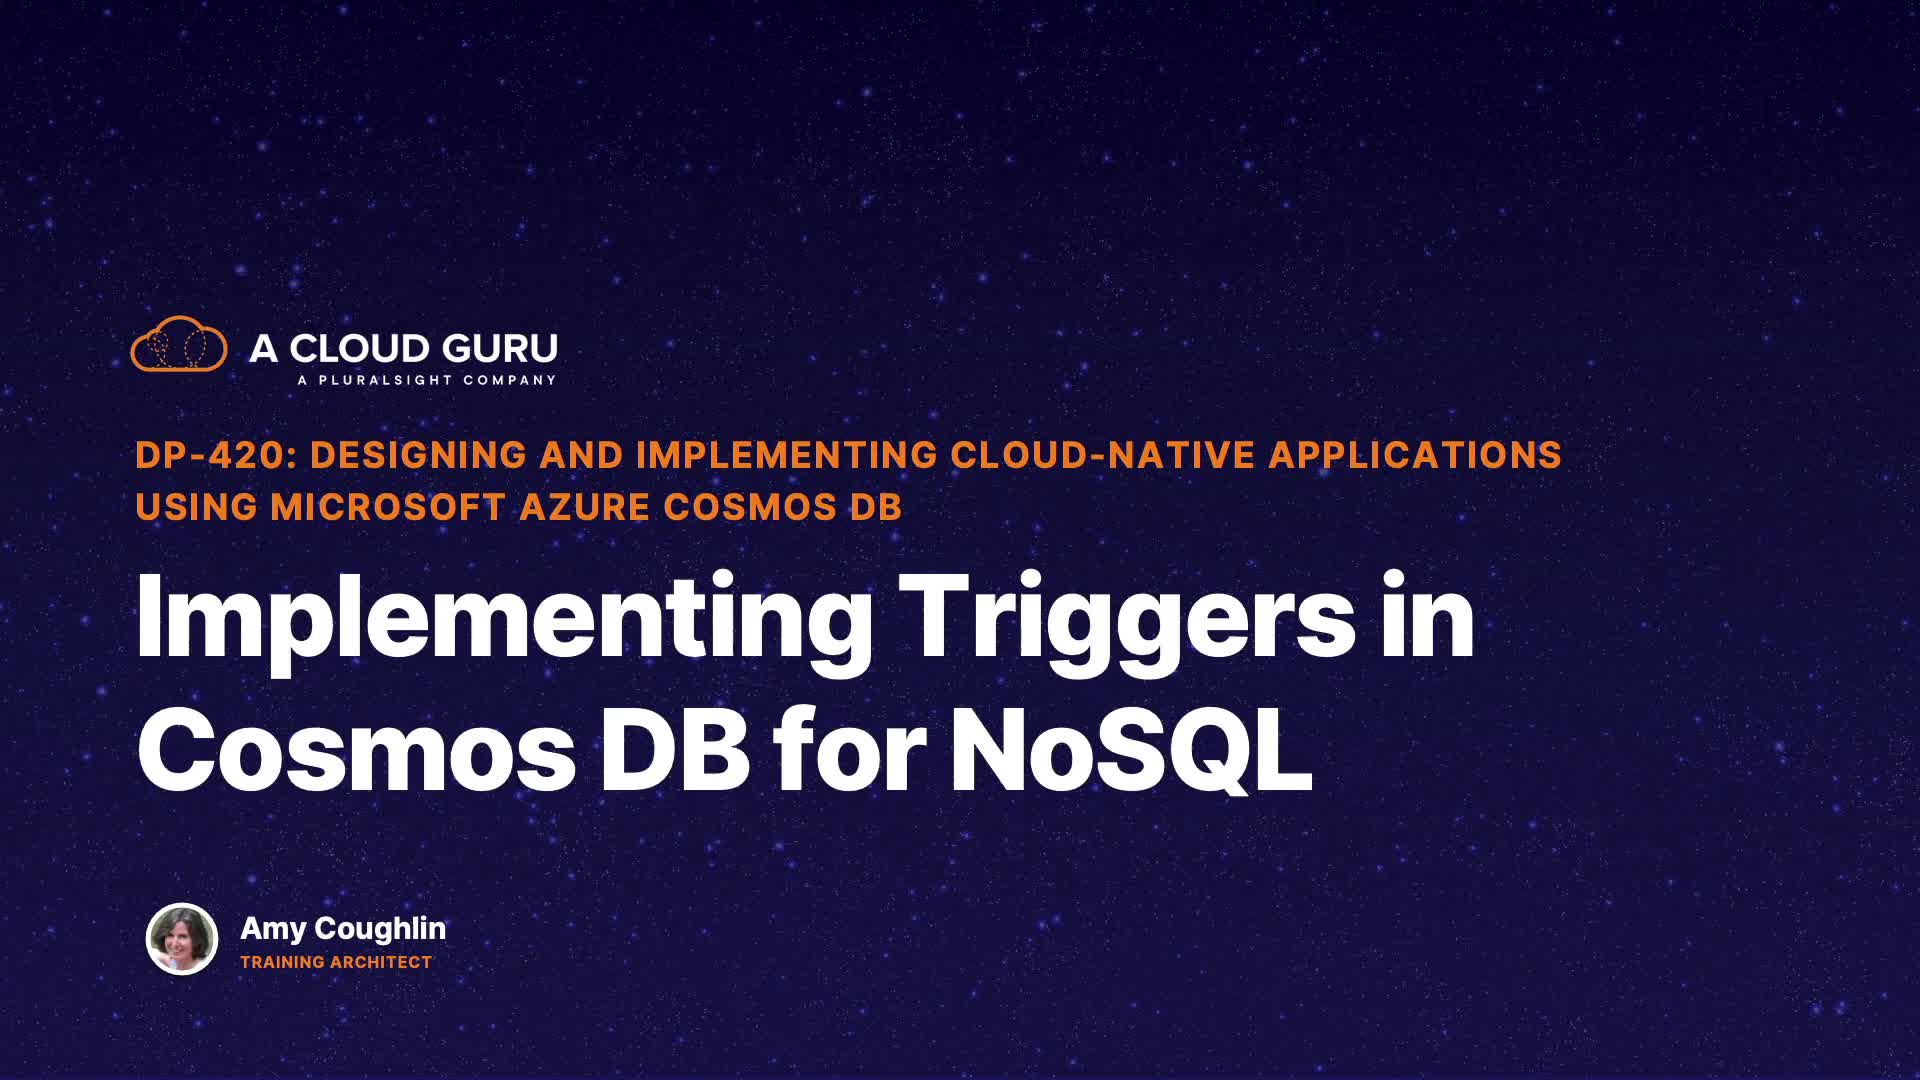 A CLOUD GURU
A PLURALSIGHT COMPANY
DP-420: DESIGNING AND IMPLEMENTING CLOUD-NATIVE APPLICATIONS
USING MICROSOFT AZURE COSMOS DB
Implementing Triggers in
Cosmos DB for NoSQL
Amy Coughlin
TRAINING ARCHITECT